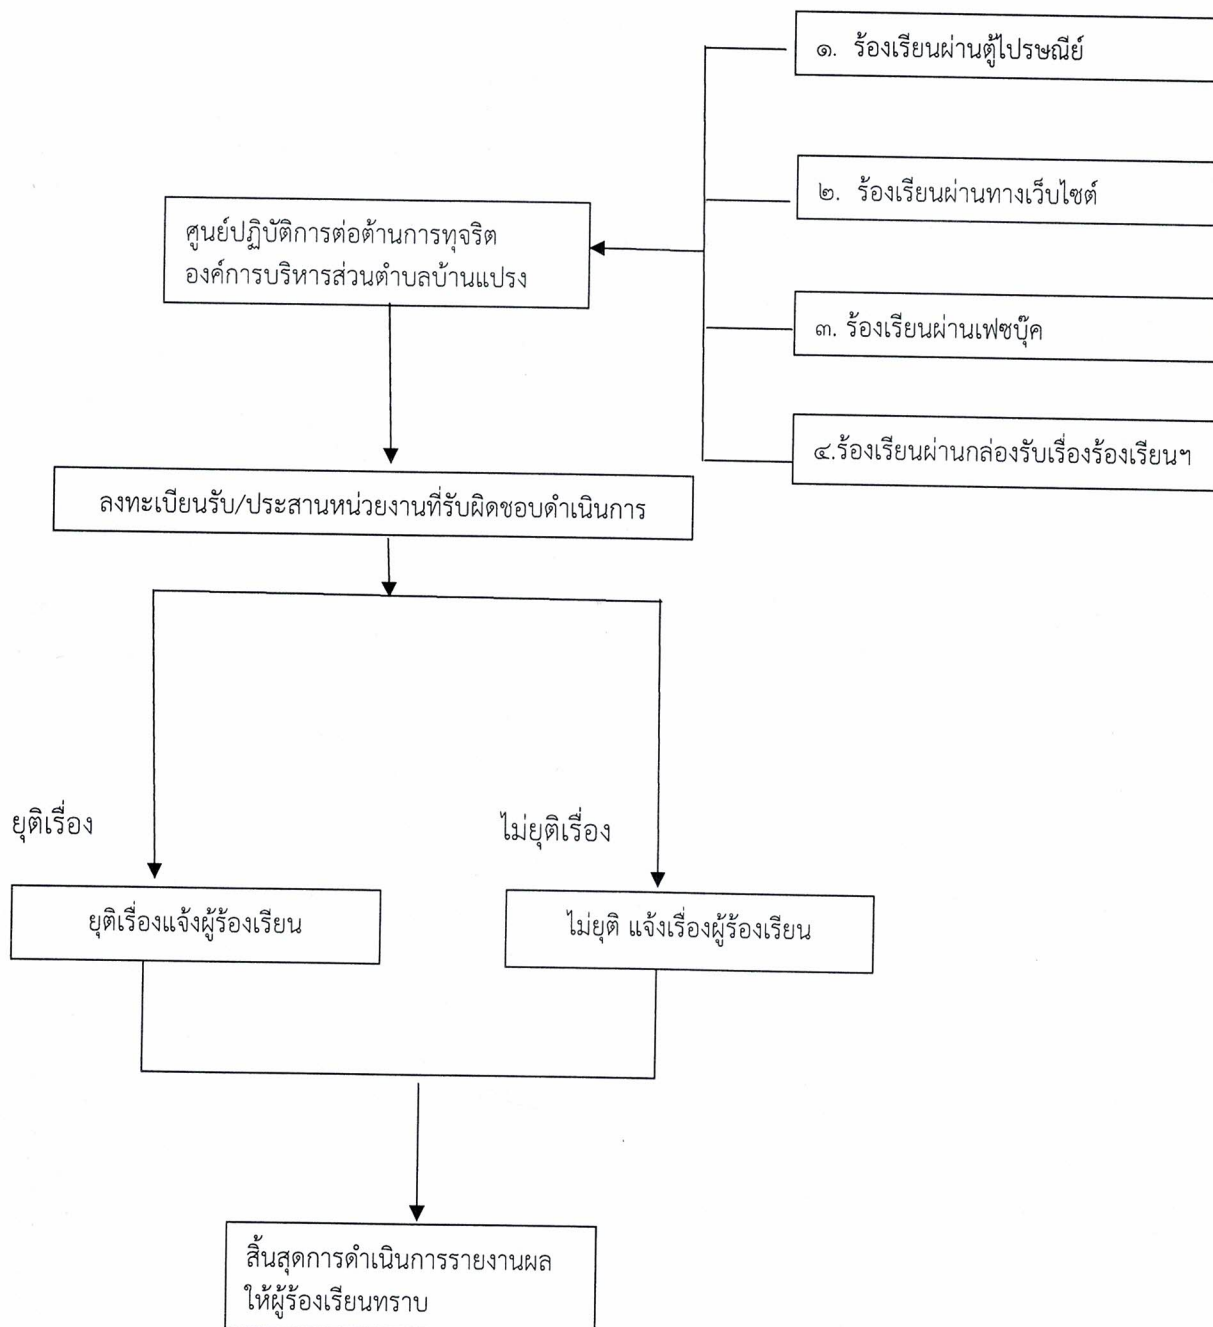 ๑. ร้องเรียนผ่านตู้ไปรษณีย์
๒. ร้องเรียนผ่านทางเว็บไซต์
ศูนย์ปฏิบัติการต่อต้านการทุจริต
องค์การบริหารส่วนตำบลบ้านแปรง
๓. ร้องเรียนผ่านเฟซบุ๊ค
๔.ร้องเรียนผ่านกล่องรับเรื่องร้องเรียนฯ
ลงทะเบียนรับ/ประสานหน่วยงานที่รับผิดชอบดำเนินการ
ยุติเรื่อง
ไม่ยุติเรื่อง
ยุติเรื่องแจ้งผู้ร้องเรียน
ไม่ยุติ แจ้งเรื่องผู้ร้องเรียน
สิ้นสุดการดำเนินการรายงานผล
ให้ผู้ร้องเรียนทราบ